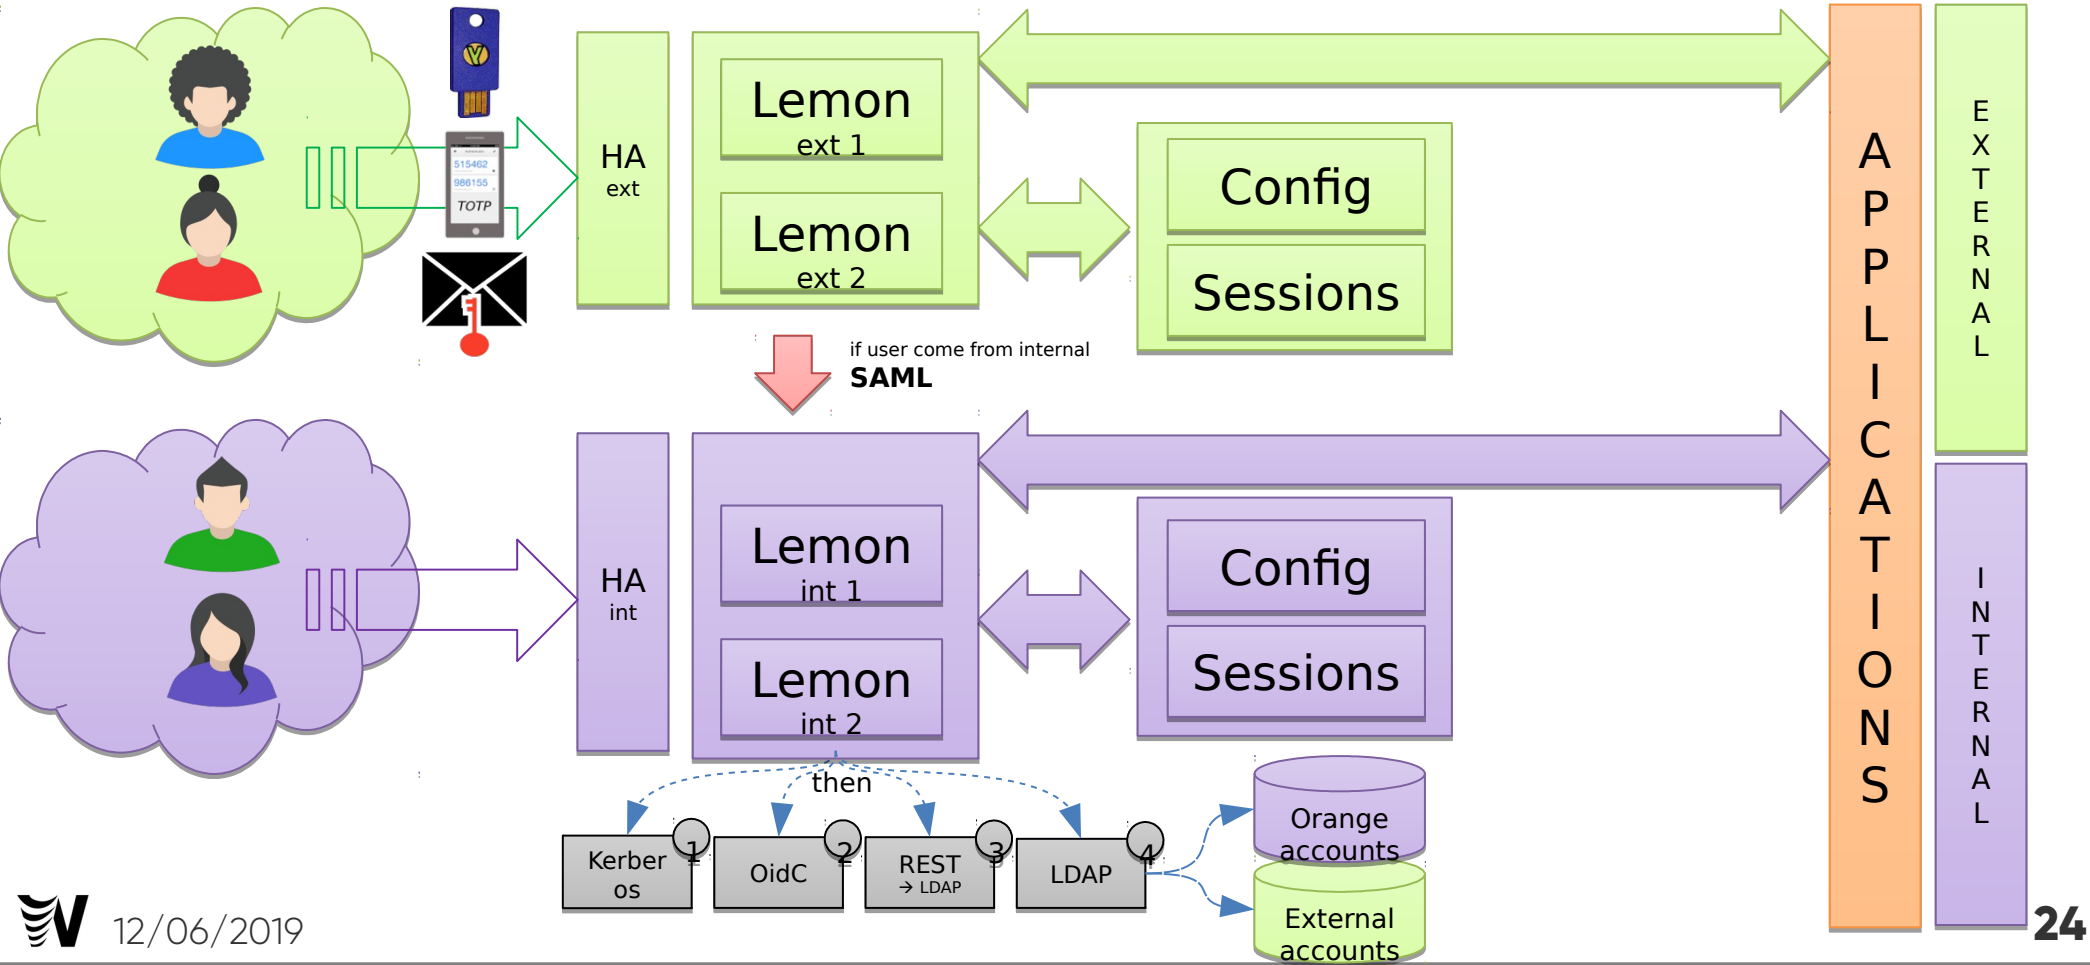 515462
986155
TOTP
HA
ext
Lemon
ext 1
Lemon
ext 2
Config
Sessions
if user come from internal
SAML
HA
int
Lemon
int 1
Lemon
int 2
Config
Sessions
then
Kerber
os
1
OidC
2
REST
→ LDAP
3
LDAP
4
Orange
accounts
External
accounts
APPLICATIONS
EXTERNAL
INTERNAL
12/06/2019
24